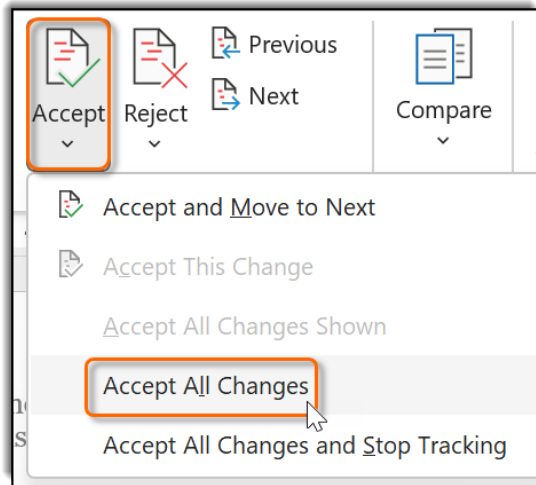 Accept
Reject
Previous
Next
Compare
Accept and Move to Next
Accept This Change
Accept All Changes Shown
Accept All Changes
Accept All Changes and Stop Tracking